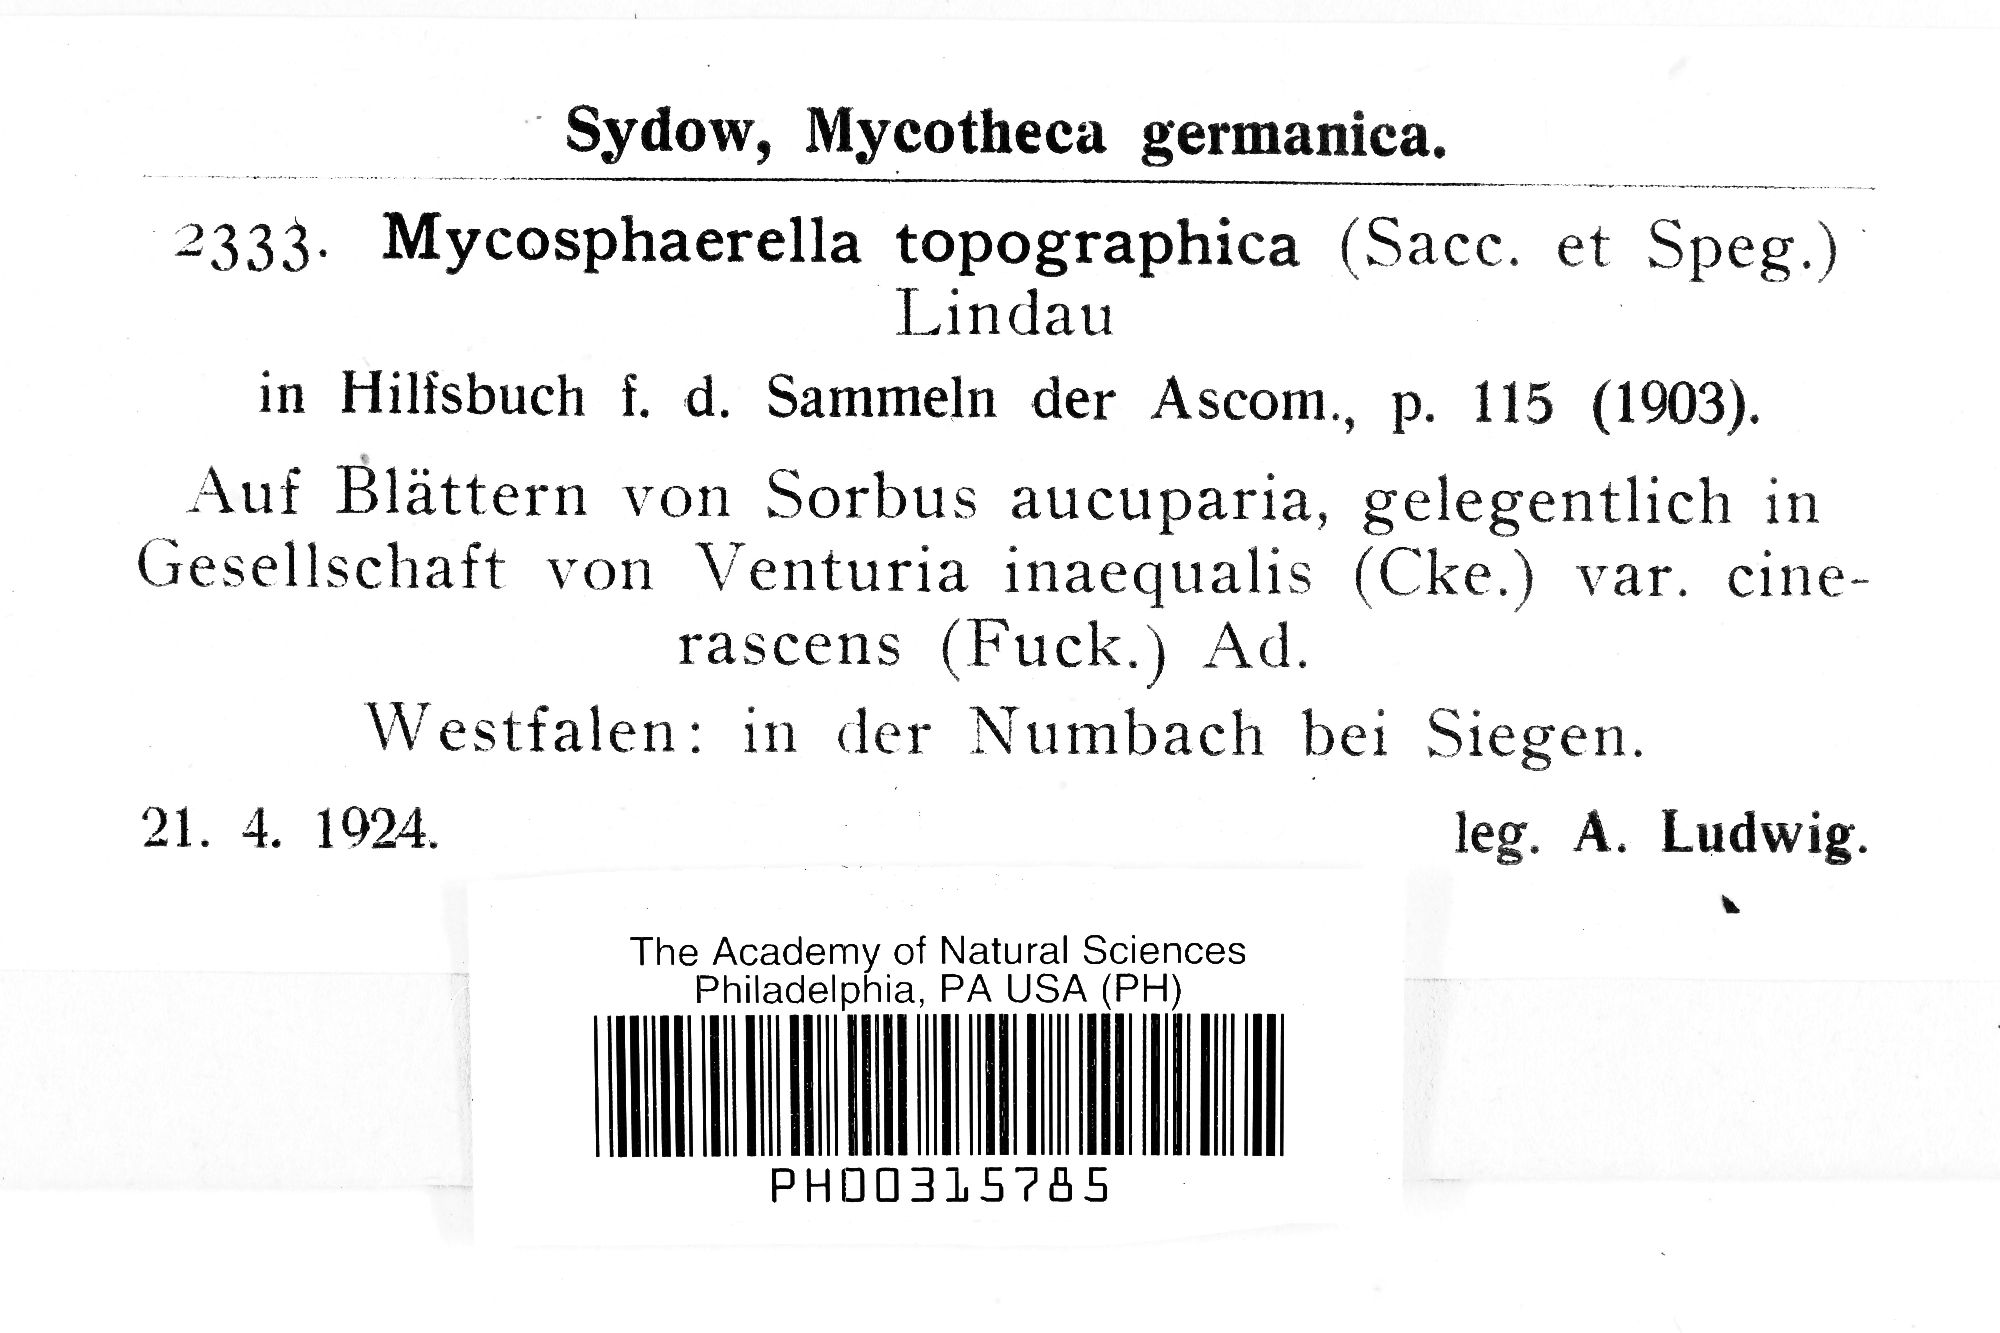 Sydow, Mycotheca germanica.
2333. Mycosphaerella topographica (Sacc. et Speg.)
Lindau
in Hilfsbuch f. d. Sammeln der Ascom., p. 115 (1903).
Auf Blättern von Sorbus aucuparia, gelegentlich in
Gesellschaft von Venturia inaequalis (Cke.) var. cine-
rascens (Fuck.) Ad.
Westfalen: in der Numbach bei Siegen.
21. 4. 1924. leg. A. Ludwig.
The Academy of Natural Sciences
Philadelphia, PA USA (PH)
PH00315785